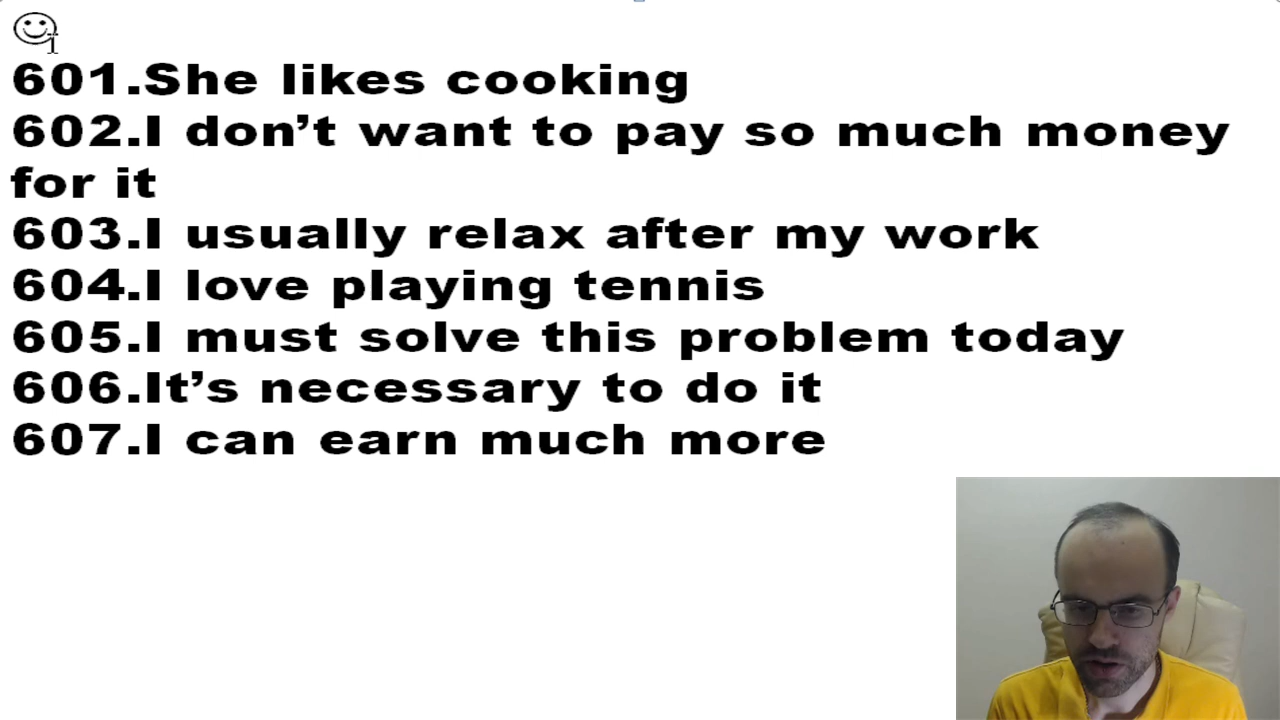 601.She likes cooking
602.I don’t want to pay so much money
for it
603.I usually relax after my work
604.I love playing tennis
605.I must solve this problem today
606.It’s necessary to do it
607.I can earn much more